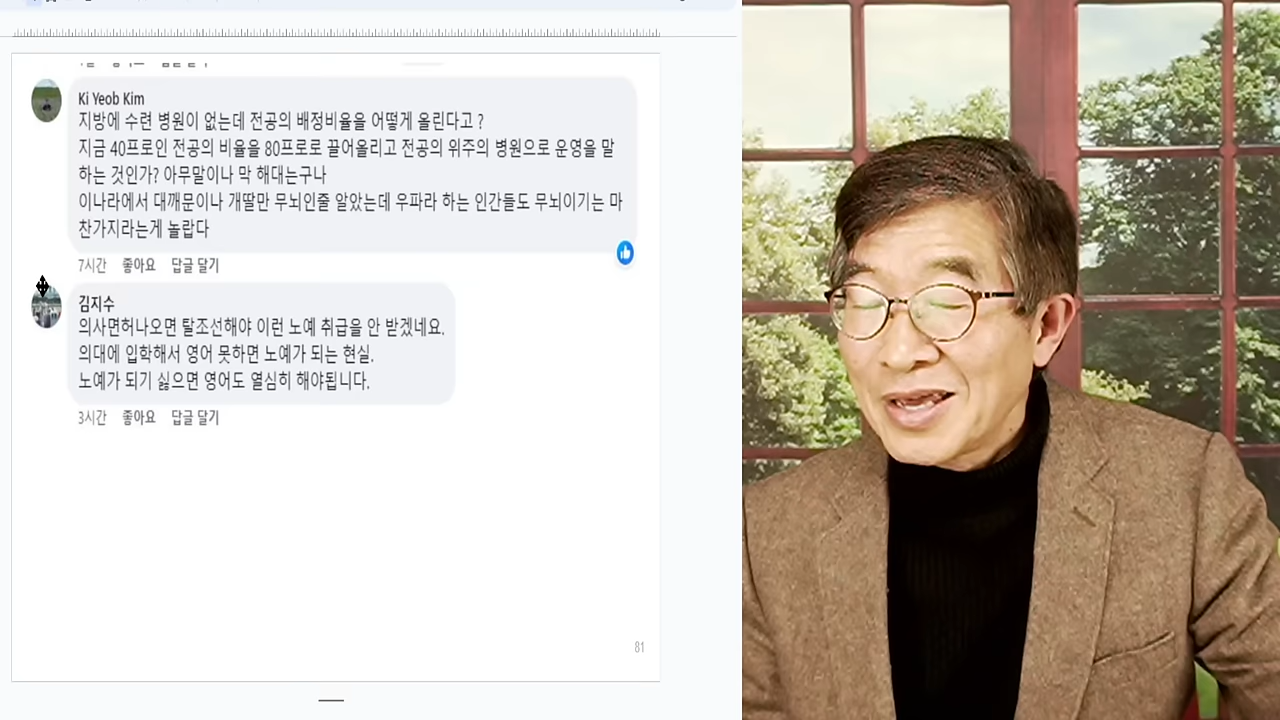 Ki Yeob Kim
지방에 수련 병원이 없는데 전공의 배정비율을 어떻게 올린다고 ?
지금 40프로인 전공의 비율을 80프로로 끌어올리고 전공의 위주의 병원으로 운영을 말
하는 것인가? 아무말이나 막 해대는구나
이나라에서 대깨문이나 개딸만 무뇌인줄 알았는데 우파라 하는 인간들도 무뇌이기는 마
찬가지라는게 놀랍다
7시간 좋아요 답글 달기
김지수
의사면허나오면 탈조선해야 이런 노예 취급을 안 받겠네요.
의대에 입학해서 영어 못하면 노예가 되는 현실.
노예가 되기 싫으면 영어도 열심히 해야됩니다.
3시간 좋아요 답글 달기
81